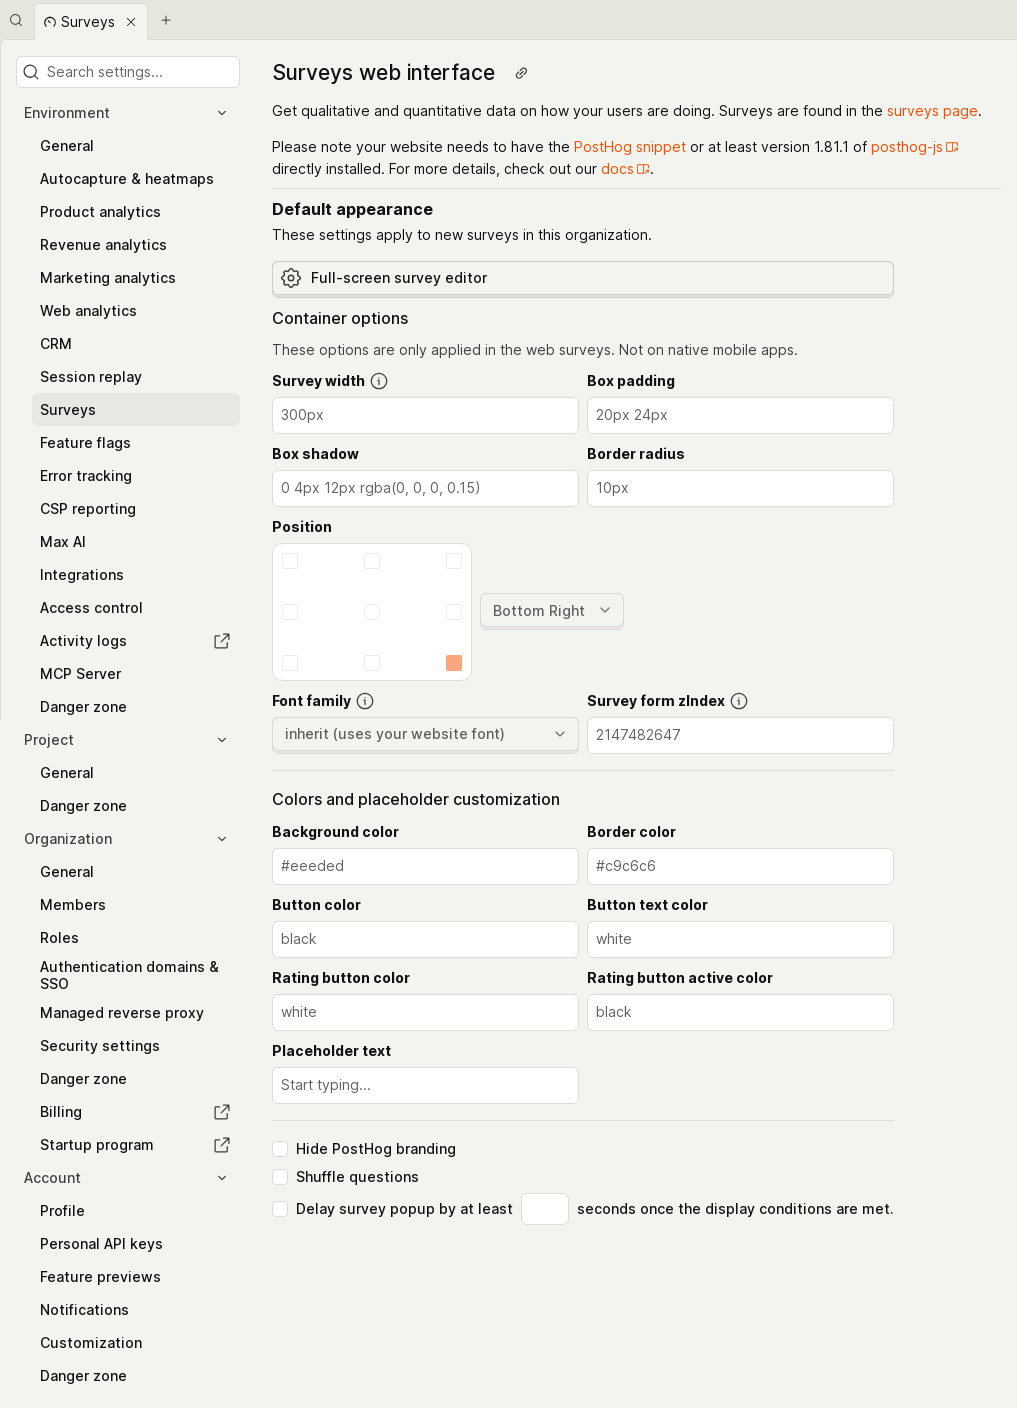 Surveys
Search settings...
Environment
General
Autocapture & heatmaps
Product analytics
Revenue analytics
Marketing analytics
Web analytics
CRM
Session replay
Surveys
Feature flags
Error tracking
CSP reporting
Max AI
Integrations
Access control
Activity logs
MCP Server
Danger zone
Project
General
Danger zone
Organization
General
Members
Roles
Authentication domains &
SSO
Managed reverse proxy
Security settings
Danger zone
Billing
Startup program
Account
Profile
Personal API keys
Feature previews
Notifications
Customization
Danger zone
Surveys web interface
Get qualitative and quantitative data on how your users are doing. Surveys are found in the surveys page.
Please note your website needs to have the PostHog snippet or at least version 1.81.1 of posthog-js
directly installed. For more details, check out our docs.
Default appearance
These settings apply to new surveys in this organization.
Full-screen survey editor
Container options
These options are only applied in the web surveys. Not on native mobile apps.
Survey width
Box padding
300px
20px 24px
Box shadow
Border radius
0 4px 12px rgba(0, 0, 0, 0.15)
10px
Position
Bottom Right
Font family
Survey form zIndex
inherit (uses your website font)
2147482647
Colors and placeholder customization
Background color
Border color
#eeeded
#c9c6c6
Button color
Button text color
black
white
Rating button color
Rating button active color
white
black
Placeholder text
Start typing...
Hide PostHog branding
Shuffle questions
Delay survey popup by at least seconds once the display conditions are met.